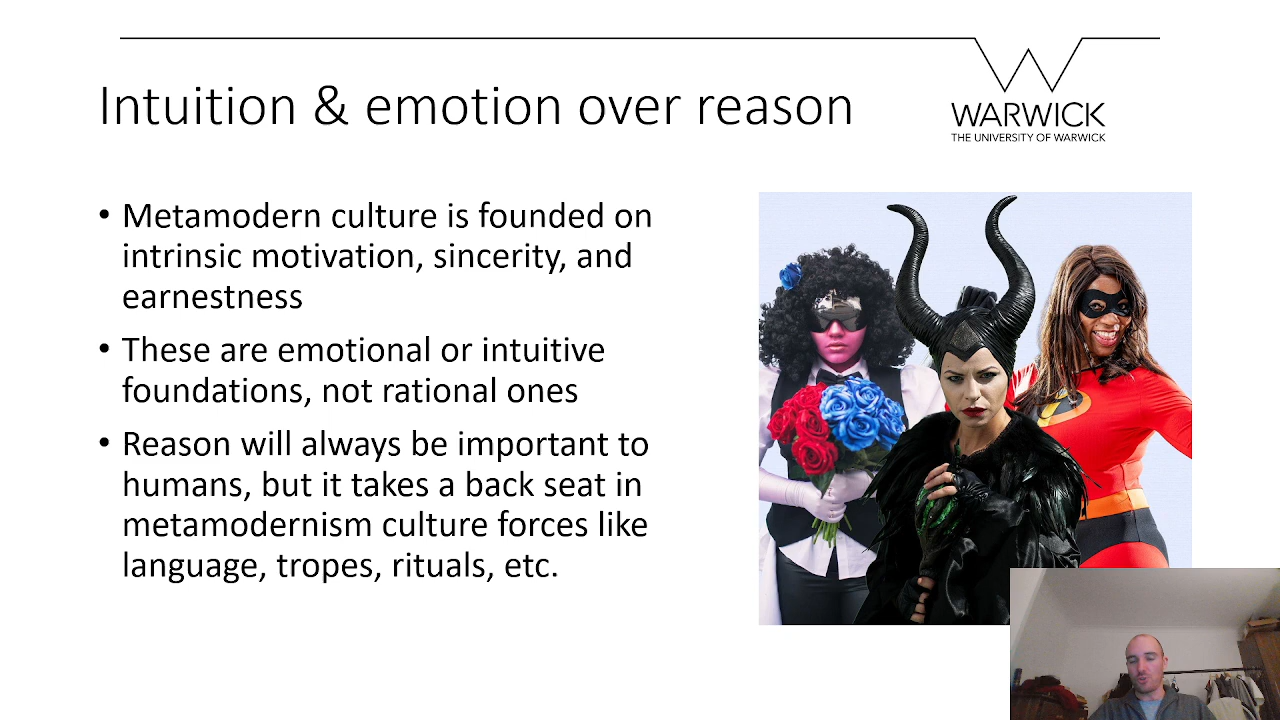 WARWICK
THE UNIVERSITY OF WARWICK
Intuition & emotion over reason
• Metamodern culture is founded on
intrinsic motivation, sincerity, and
earnestness
• These are emotional or intuitive
foundations, not rational ones
• Reason will always be important to
humans, but it takes a back seat in
metamodernism culture forces like
language, tropes, rituals, etc.